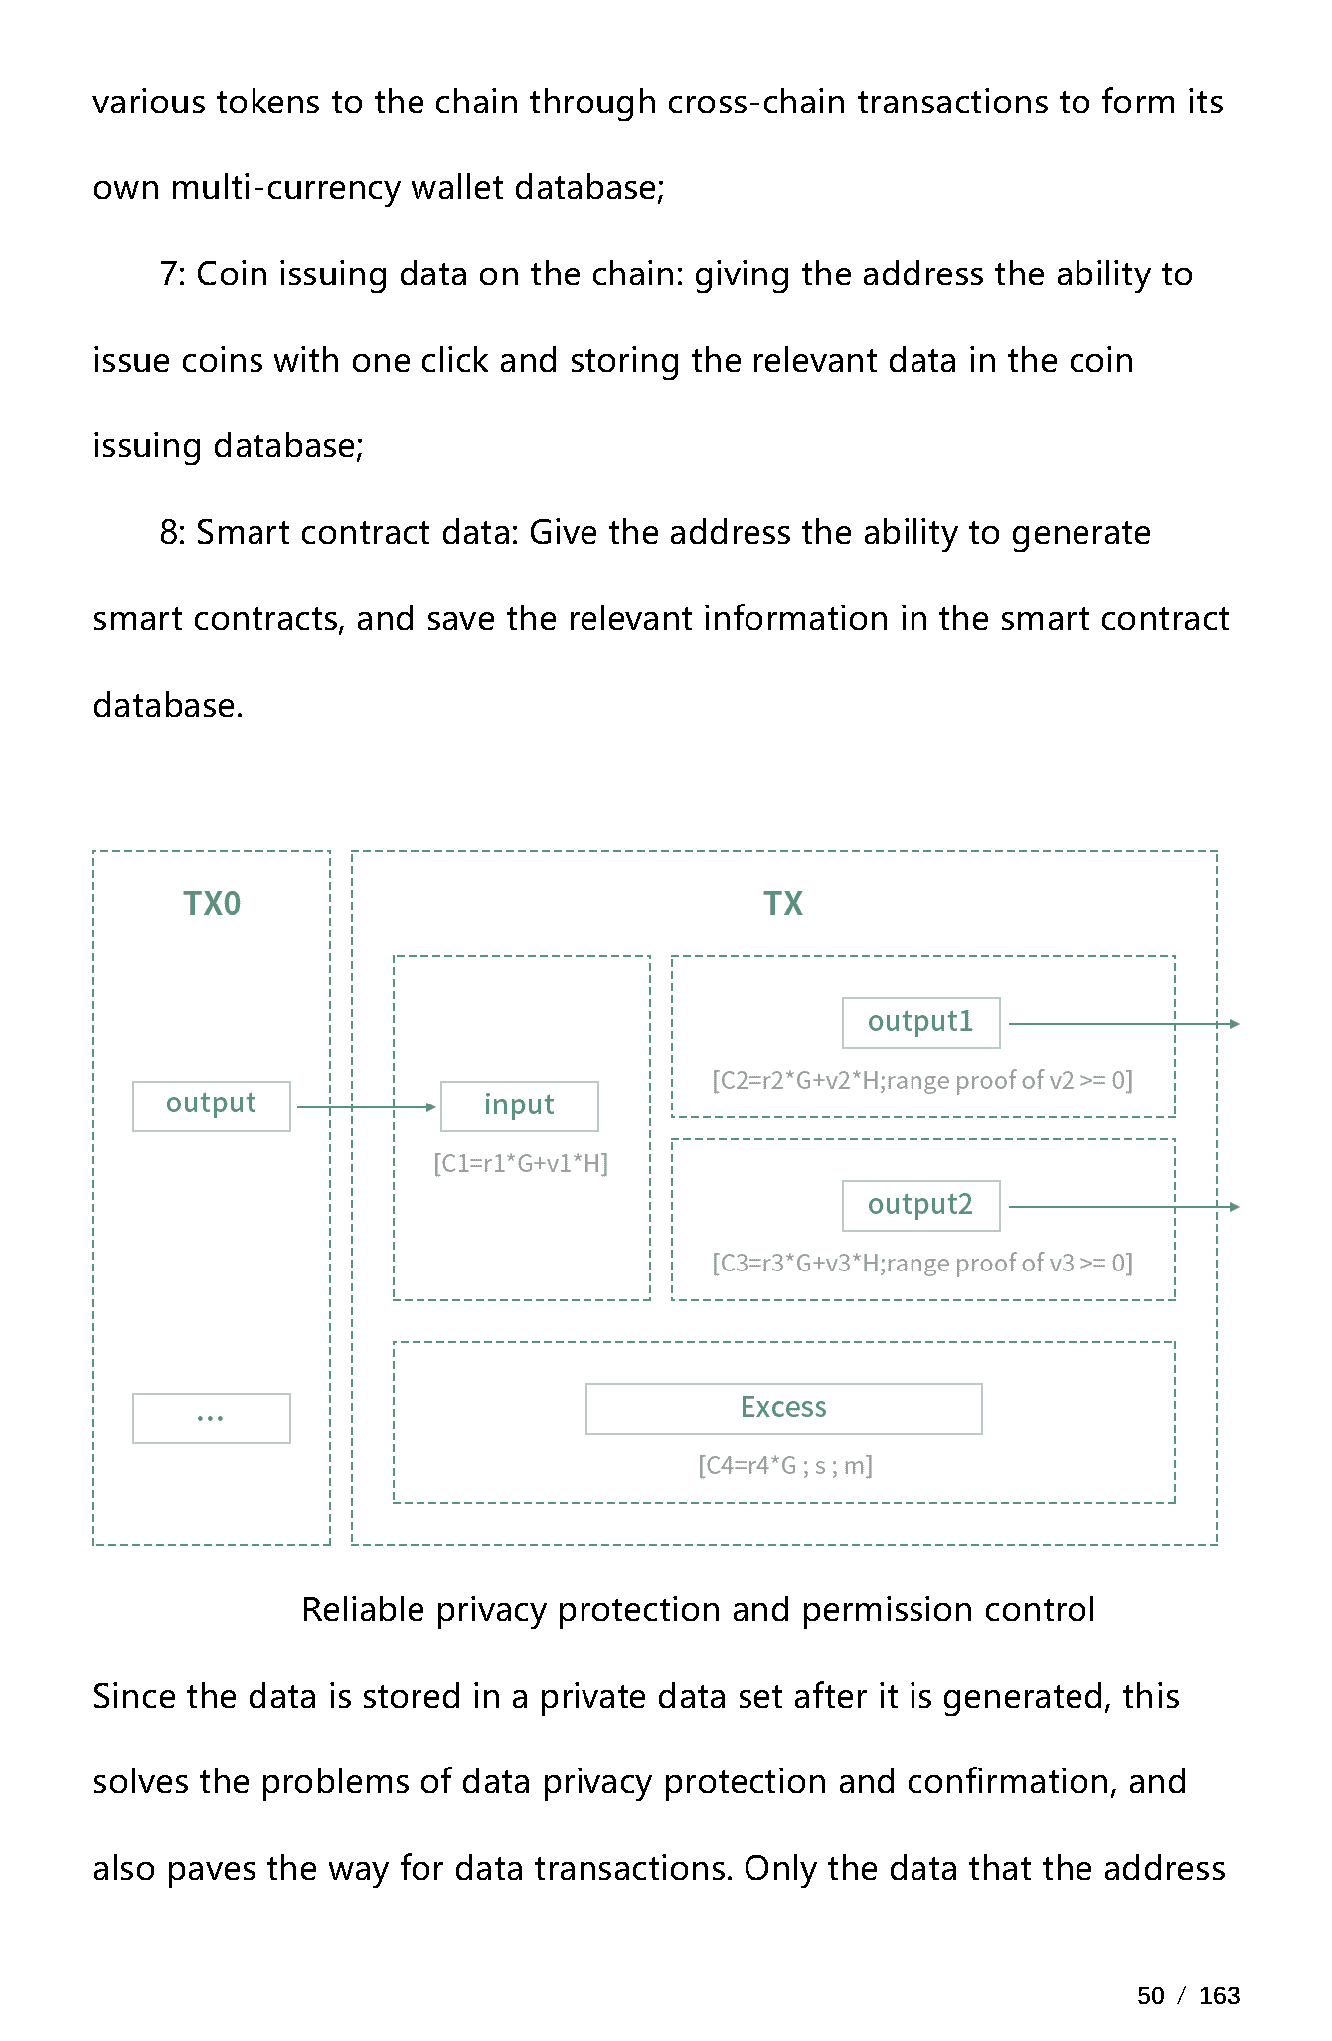 various tokens to the chain through cross-chain transactions to form its
own multi-currency wallet database;
7: Coin issuing data on the chain: giving the address the ability to
issue coins with one click and storing the relevant data in the coin
issuing database;
8: Smart contract data: Give the address the ability to generate
smart contracts, and save the relevant information in the smart contract
database.
TX0
TX
output1
[C2=r2*G+v2*H;range proof of v2 >= 0]
output
input
[C1=r1*G+v1*H]
output2
[C3=r3*G+v3*H;range proof of v3 >= 0]
...
Excess
[C4=r4*G ; s ; m]
Reliable privacy protection and permission control
Since the data is stored in a private data set after it is generated, this
solves the problems of data privacy protection and confirmation, and
also paves the way for data transactions. Only the data that the address
50 / 163